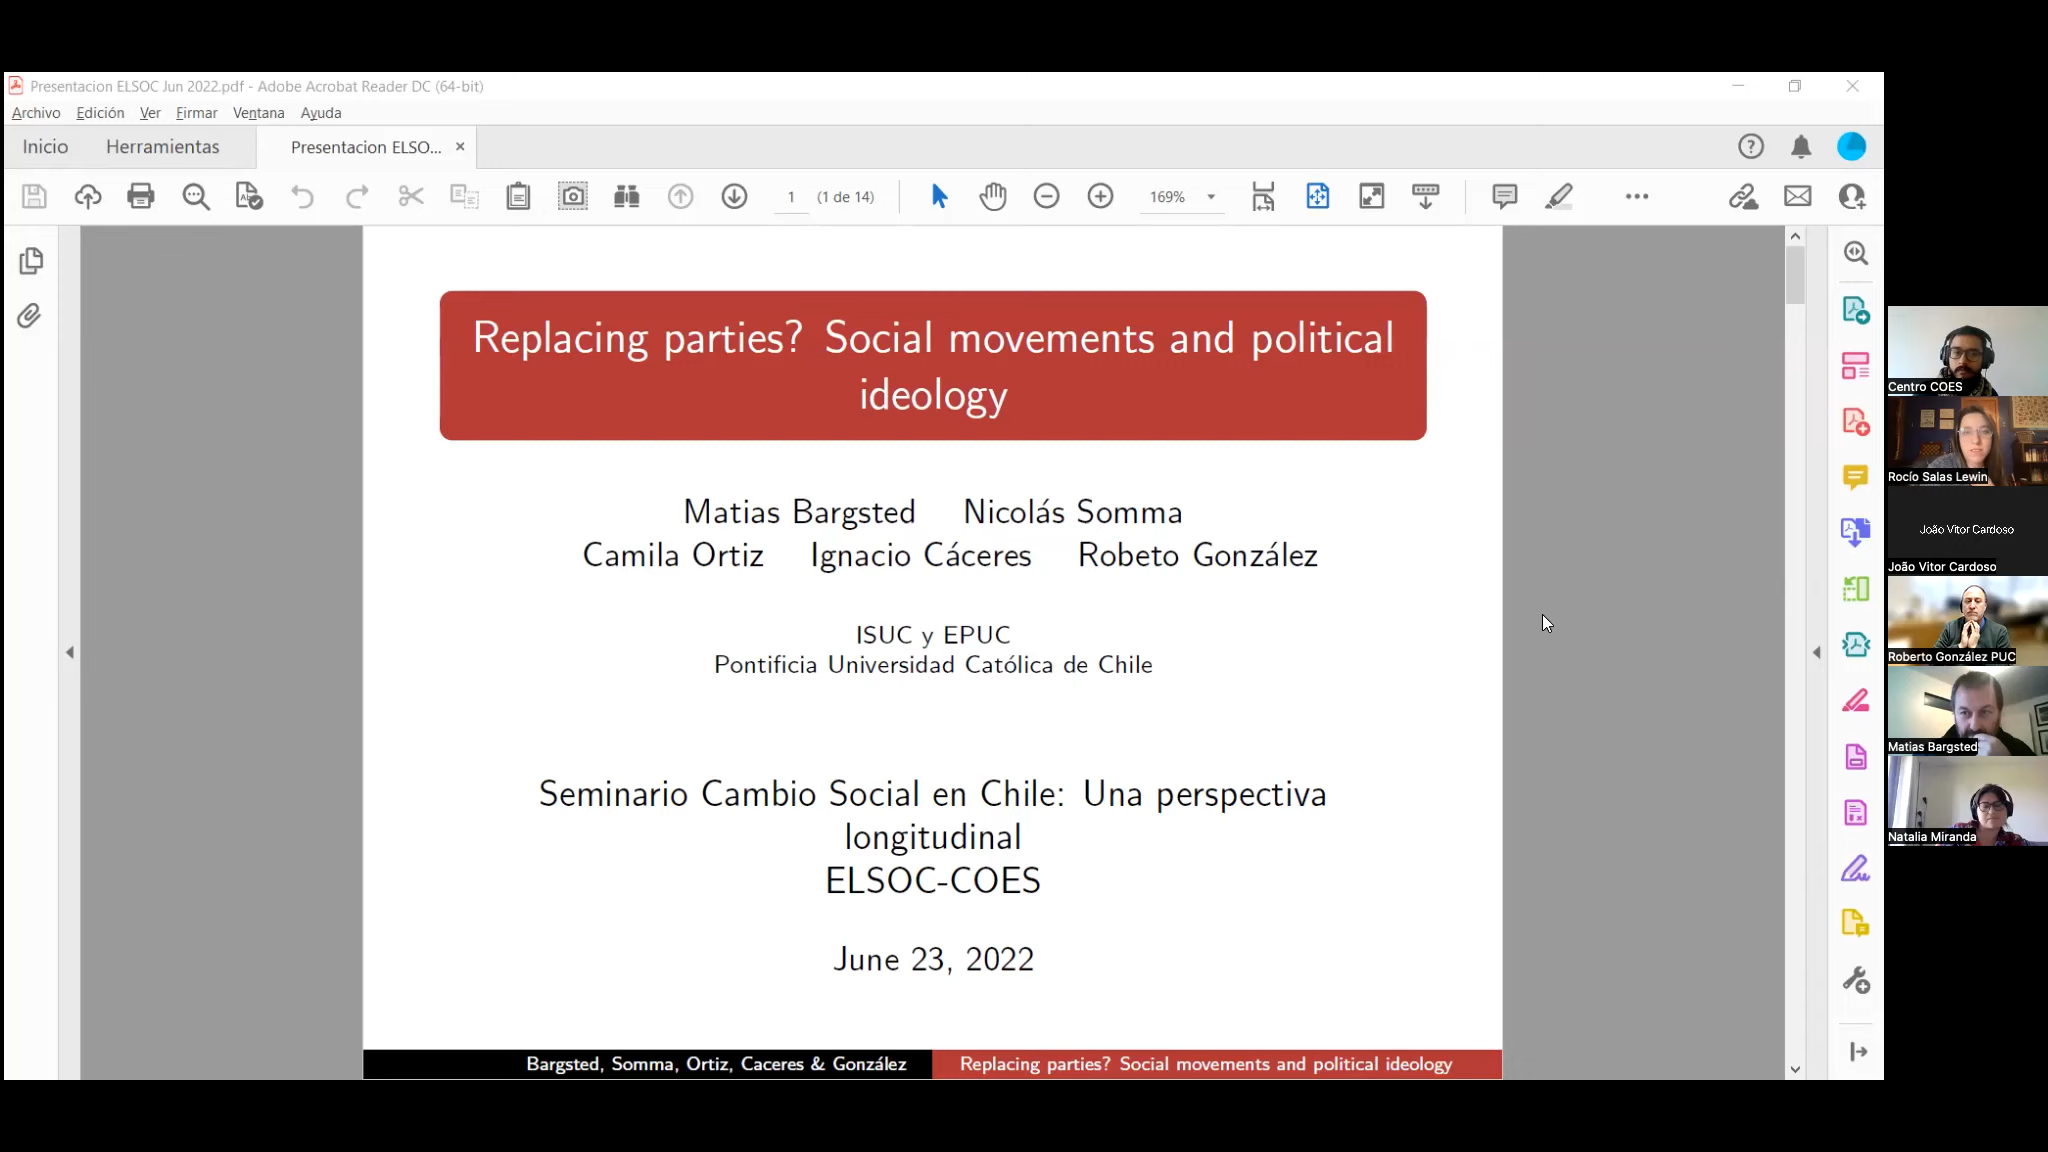 Presentacion ELSOC Jun 2022.pdf - Adobe Acrobat Reader DC (64-bit)
Archivo Edición Ver Firmar Ventana Ayuda
Inicio Herramientas Presentacion ELSO...
1 (1 de 14) 169%
Replacing parties? Social movements and political
ideology
Matias Bargsted Nicolás Somma
Camila Ortiz Ignacio Cáceres Robeto González
ISUC y EPUC
Pontificia Universidad Católica de Chile
Seminario Cambio Social en Chile: Una perspectiva
longitudinal
ELSOC-COES
June 23, 2022
Bargsted, Somma, Ortiz, Caceres & González Replacing parties? Social movements and political ideology
Centro COES
Rocío Salas Lewin
João Vitor Cardoso
João Vitor Cardoso
Roberto González PUC
Matias Bargsted
Natalia Miranda